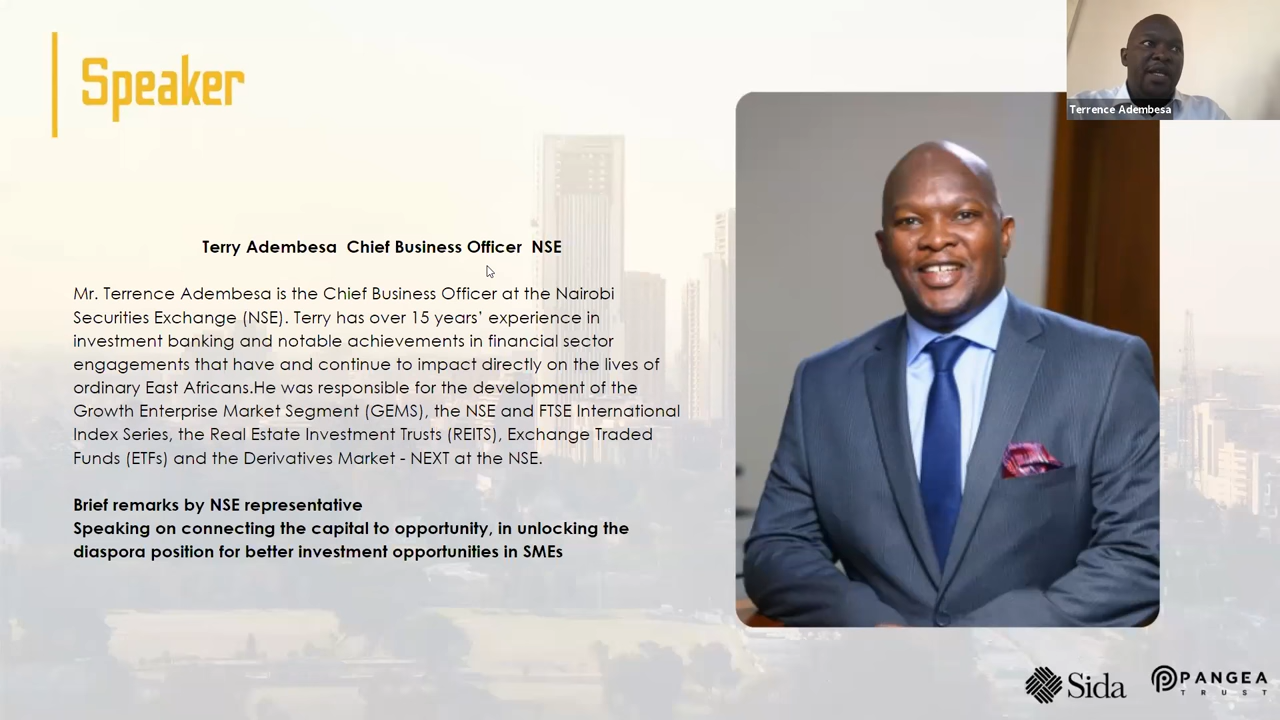 Speaker
Terrence Adembesa
Terry Adembesa Chief Business Officer NSE
Mr. Terrence Adembesa is the Chief Business Officer at the Nairobi
Securities Exchange (NSE). Terry has over 15 years’ experience in
investment banking and notable achievements in financial sector
engagements that have and continue to impact directly on the lives of
ordinary East Africans.He was responsible for the development of the
Growth Enterprise Market Segment (GEMS), the NSE and FTSE International
Index Series, the Real Estate Investment Trusts (REITS), Exchange Traded
Funds (ETFs) and the Derivatives Market - NEXT at the NSE.
Brief remarks by NSE representative
Speaking on connecting the capital to opportunity, in unlocking the
diaspora position for better investment opportunities in SMEs
Sida
PANGEA
TRUST